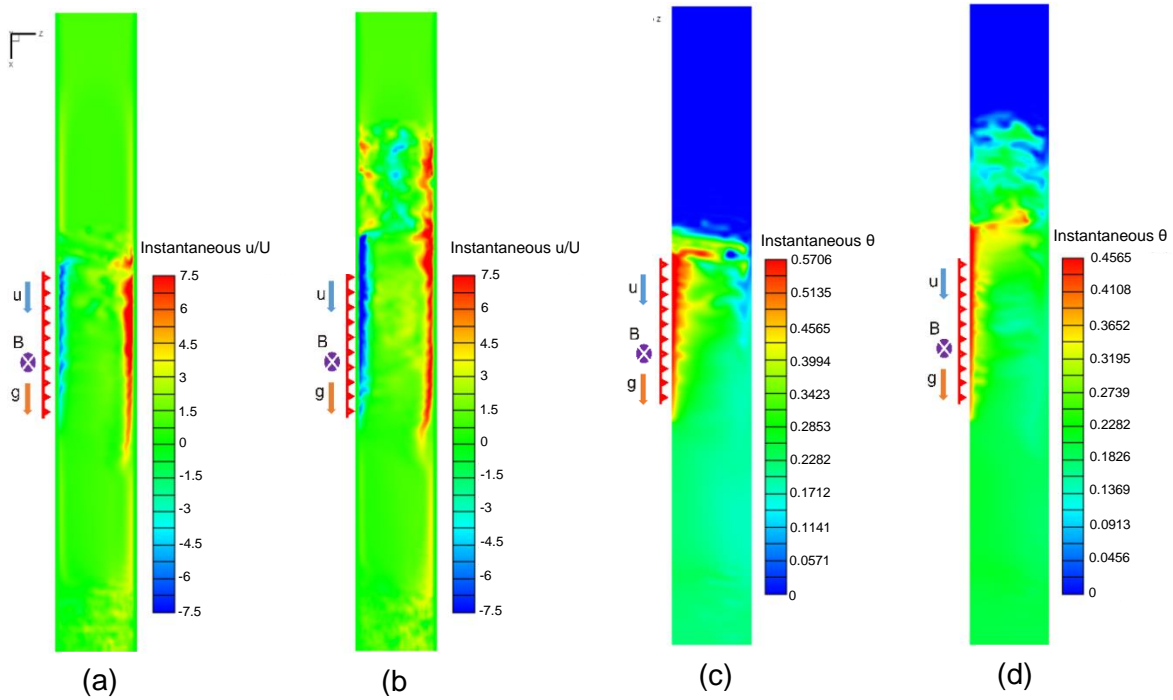 z
x
Instantaneous u/U
7.5
6
4.5
3
1.5
0
-1.5
-3
-4.5
-6
-7.5
u
B
g
(a)
Instantaneous u/U
7.5
6
4.5
3
1.5
0
-1.5
-3
-4.5
-6
-7.5
u
B
g
(b)
z
Instantaneous θ
0.5706
0.5135
0.4565
0.3994
0.3423
0.2853
0.2282
0.1712
0.1141
0.0571
0
u
B
g
(c)
Instantaneous θ
0.4565
0.4108
0.3652
0.3195
0.2739
0.2282
0.1826
0.1369
0.0913
0.0456
0
u
B
g
(d)